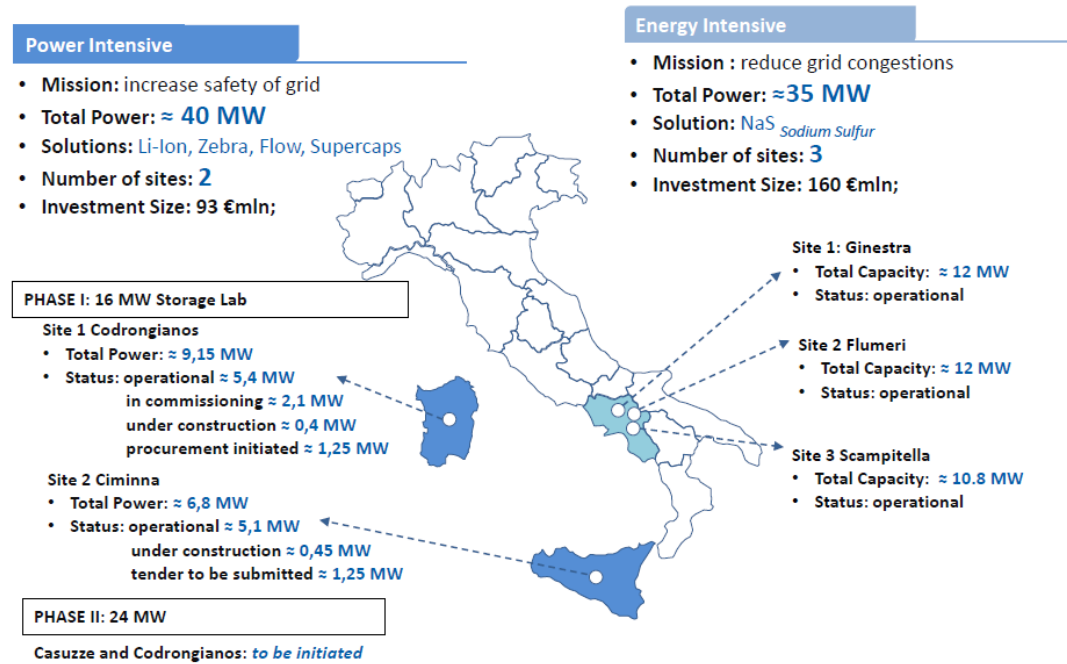 Power Intensive
• Mission: increase safety of grid
• Total Power: ≈ 40 MW
• Solutions: Li-Ion, Zebra, Flow, Supercaps
• Number of sites: 2
• Investment Size: 93 €mln;
Energy Intensive
• Mission : reduce grid congestions
• Total Power: ≈35 MW
• Solution: NaS Sodium Sulfur
• Number of sites: 3
• Investment Size: 160 €mln;
PHASE I: 16 MW Storage Lab
Site 1 Codrongianos
• Total Power: ≈ 9,15 MW
• Status: operational ≈ 5,4 MW
in commissioning ≈ 2,1 MW
under construction ≈ 0,4 MW
procurement initiated ≈ 1,25 MW
Site 2 Ciminna
• Total Power: ≈ 6,8 MW
• Status: operational ≈ 5,1 MW
under construction ≈ 0,45 MW
tender to be submitted ≈ 1,25 MW
PHASE II: 24 MW
Casuzze and Codrongianos: to be initiated
Site 1: Ginestra
• Total Capacity: ≈ 12 MW
• Status: operational
Site 2 Flumeri
• Total Capacity: ≈ 12 MW
• Status: operational
Site 3 Scampitella
• Total Capacity: ≈ 10.8 MW
• Status: operational